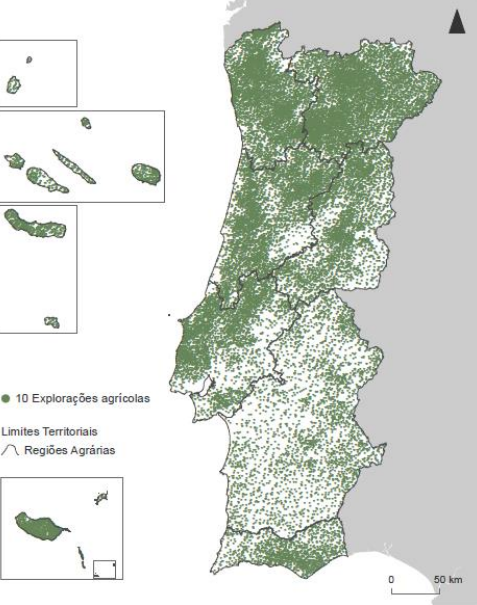 10 Explorações agrícolas
Limites Territoriais
Regiões Agrárias
0 50 km